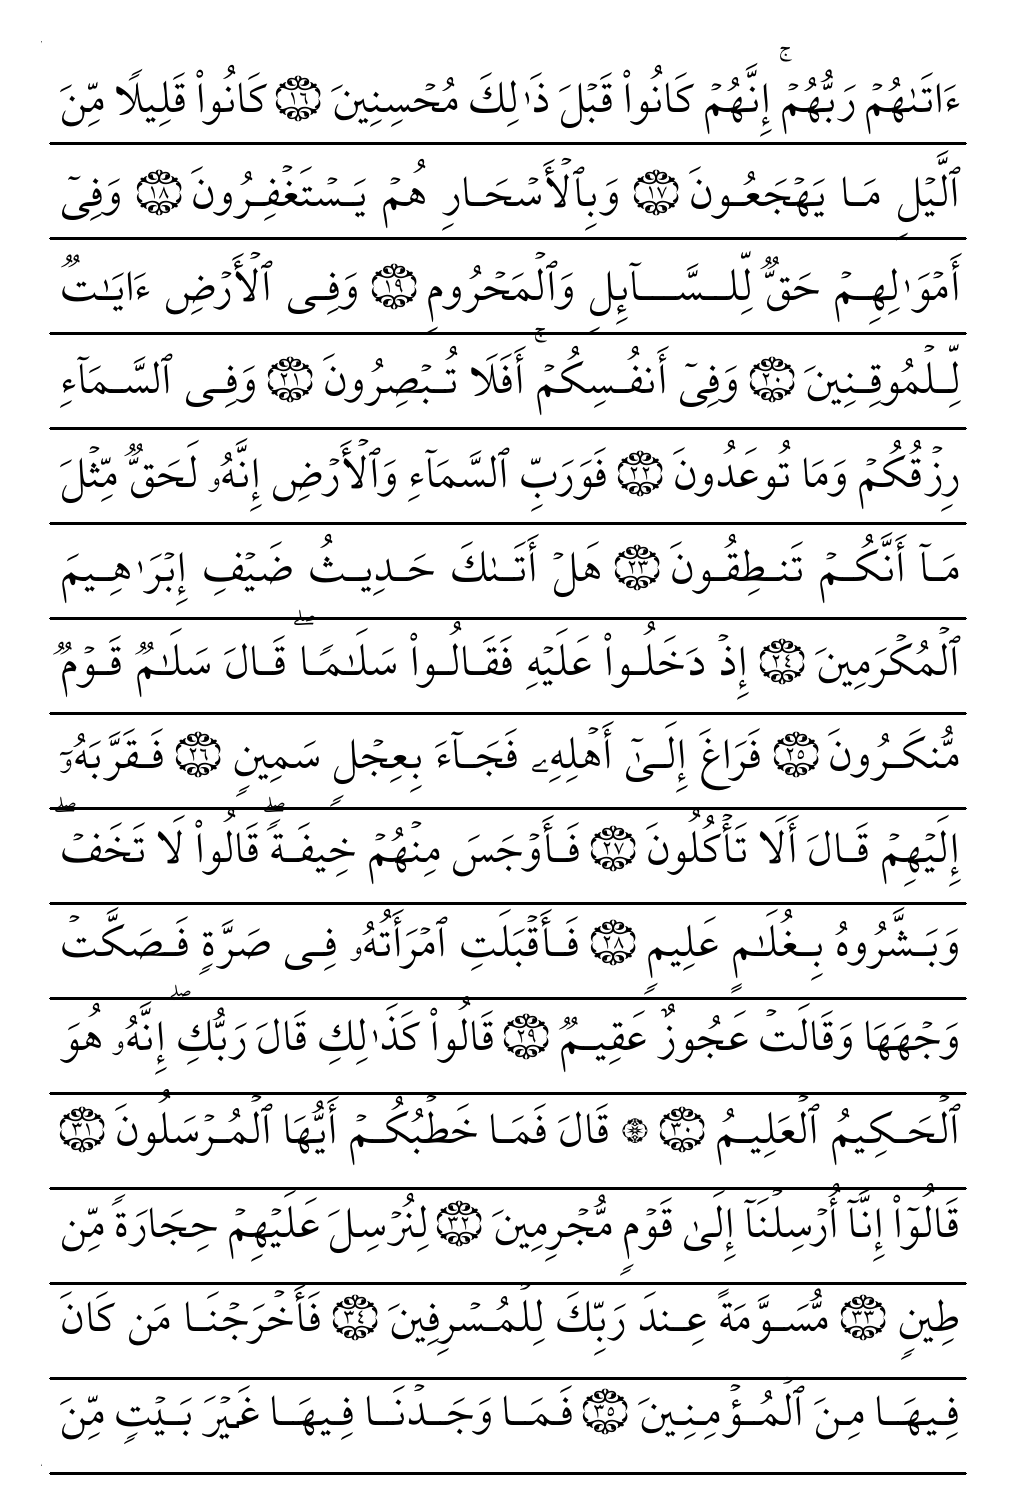 ءَاتَىٰهُمۡ رَبُّهُمۡۚ إِنَّهُمۡ كَانُواْ قَبۡلَ ذَٰلِكَ مُحۡسِنِينَ ١٦ كَانُواْ قَلِيلٗا مِّنَ
ٱلَّيۡلِ مَا يَهۡجَعُونَ ١٧ وَبِٱلۡأَسۡحَارِ هُمۡ يَسۡتَغۡفِرُونَ ١٨ وَفِيٓ
أَمۡوَٰلِهِمۡ حَقّٞ لِّلسَّآئِلِ وَٱلۡمَحۡرُومِ ١٩ وَفِي ٱلۡأَرۡضِ ءَايَٰتٞ
لِّلۡمُوقِنِينَ ٢٠ وَفِيٓ أَنفُسِكُمۡۚ أَفَلَا تُبۡصِرُونَ ٢١ وَفِي ٱلسَّمَآءِ
رِزۡقُكُمۡ وَمَا تُوعَدُونَ ٢٢ فَوَرَبِّ ٱلسَّمَآءِ وَٱلۡأَرۡضِ إِنَّهُۥ لَحَقّٞ مِّثۡلَ
مَآ أَنَّكُمۡ تَنطِقُونَ ٢٣ هَلۡ أَتَىٰكَ حَدِيثُ ضَيۡفِ إِبۡرَٰهِيمَ
ٱلۡمُكۡرَمِينَ ٢٤ إِذۡ دَخَلُواْ عَلَيۡهِ فَقَالُواْ سَلَٰمٗاۖ قَالَ سَلَٰمٞ قَوۡمٞ
مُّنكَرُونَ ٢٥ فَرَاغَ إِلَىٰٓ أَهۡلِهِۦ فَجَآءَ بِعِجۡلٖ سَمِينٖ ٢٦ فَقَرَّبَهُۥٓ
إِلَيۡهِمۡ قَالَ أَلَا تَأۡكُلُونَ ٢٧ فَأَوۡجَسَ مِنۡهُمۡ خِيفَةٗۖ قَالُواْ لَا تَخَفۡۖ
وَبَشَّرُوهُ بِغُلَٰمٍ عَلِيمٖ ٢٨ فَأَقۡبَلَتِ ٱمۡرَأَتُهُۥ فِي صَرَّةٖ فَصَكَّتۡ
وَجۡهَهَا وَقَالَتۡ عَجُوزٌ عَقِيمٞ ٢٩ قَالُواْ كَذَٰلِكِ قَالَ رَبُّكِۖ إِنَّهُۥ هُوَ
ٱلۡحَكِيمُ ٱلۡعَلِيمُ ٣٠ ۞ قَالَ فَمَا خَطۡبُكُمۡ أَيُّهَا ٱلۡمُرۡسَلُونَ ٣١
قَالُوٓاْ إِنَّآ أُرۡسِلۡنَآ إِلَىٰ قَوۡمٖ مُّجۡرِمِينَ ٣٢ لِنُرۡسِلَ عَلَيۡهِمۡ حِجَارَةٗ مِّن
طِينٖ ٣٣ مُّسَوَّمَةً عِندَ رَبِّكَ لِلۡمُسۡرِفِينَ ٣٤ فَأَخۡرَجۡنَا مَن كَانَ
فِيهَا مِنَ ٱلۡمُؤۡمِنِينَ ٣٥ فَمَا وَجَدۡنَا فِيهَا غَيۡرَ بَيۡتٖ مِّنَ